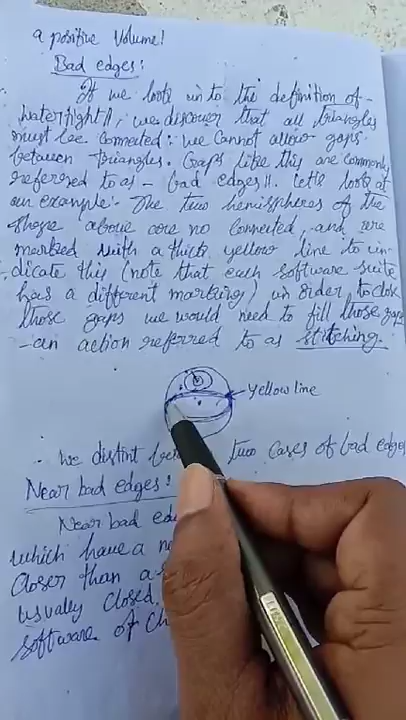 a positive Volume!
Bad edges:
If we look in to the definition of -
Watertight, we discover that all triangles
must be connected: we cannot allow gaps
between triangles. Gaps like this are commonly
referred to as - bad edges. Let's look at
our example: The two hemispheres of the
shape above are no connected, and are
marked with a thick yellow line to in-
dicate this (note that each software suite
has a different marking) in order to close
those gaps we would need to fill those gaps
-an action referred to as stitching.
yellow line
we distint two cases of bad edges
Near bad edges:
Near bad
which have a
closer than a
usually closed
software of